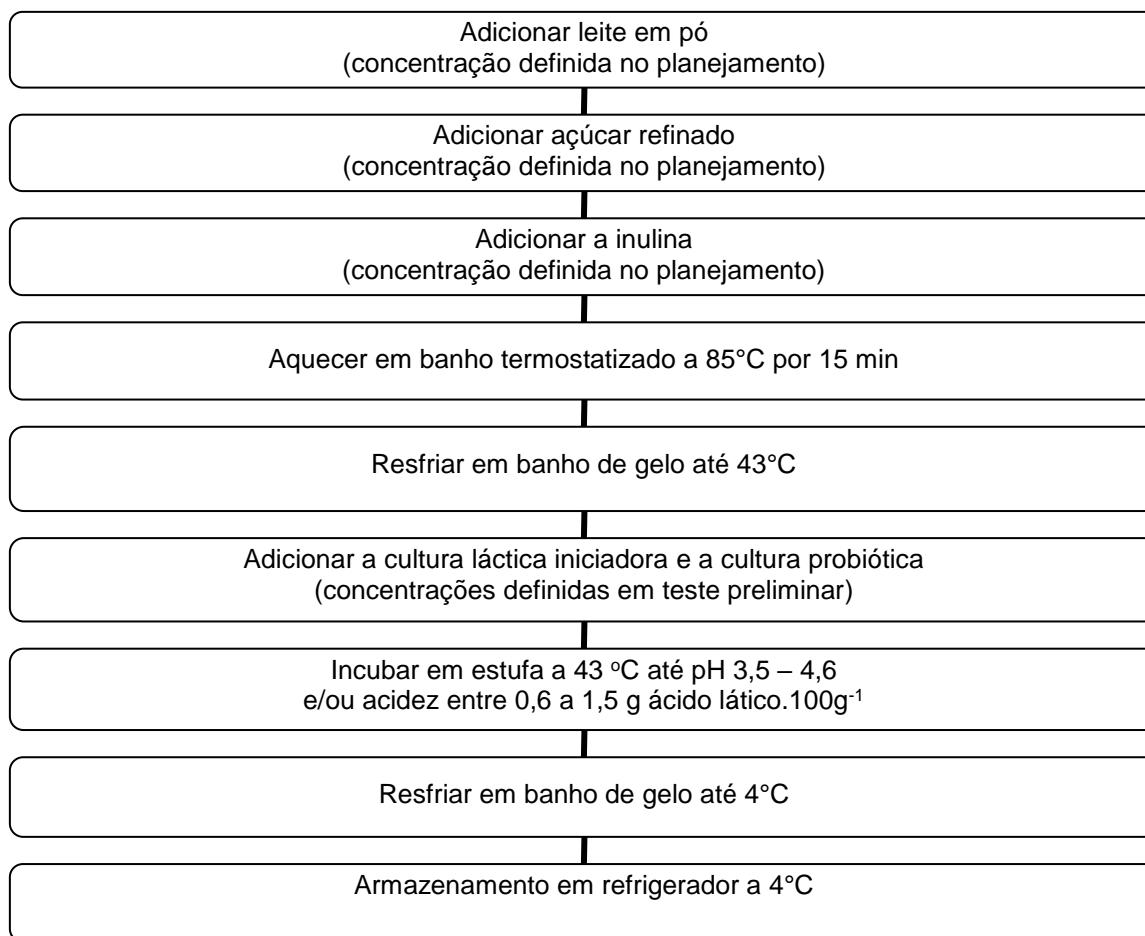 Adicionar leite em pó
(concentração definida no planejamento)
Adicionar açúcar refinado
(concentração definida no planejamento)
Adicionar a inulina
(concentração definida no planejamento)
Aquecer em banho termostatizado a 85°C por 15 min
Resfriar em banho de gelo até 43°C
Adicionar a cultura láctica iniciadora e a cultura probiótica
(concentrações definidas em teste preliminar)
Incubar em estufa a 43 ºC até pH 3,5 – 4,6
e/ou acidez entre 0,6 a 1,5 g ácido lático.100g⁻¹
Resfriar em banho de gelo até 4°C
Armazenamento em refrigerador a 4°C